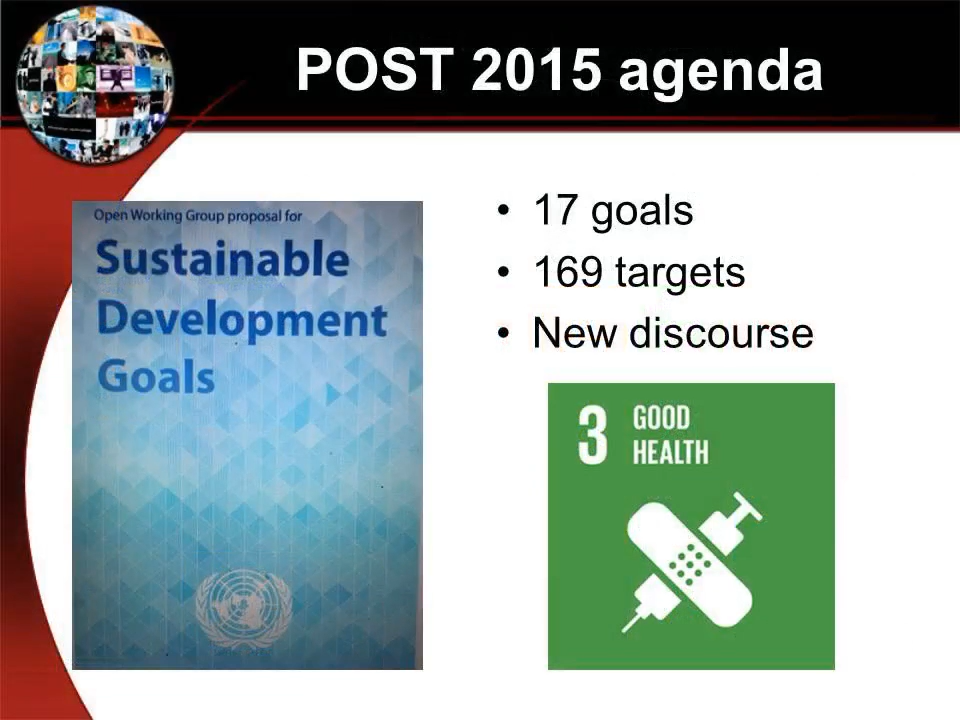 POST 2015 agenda
Open Working Group proposal for
Sustainable
Development
Goals
• 17 goals
• 169 targets
• New discourse
3 GOOD
HEALTH